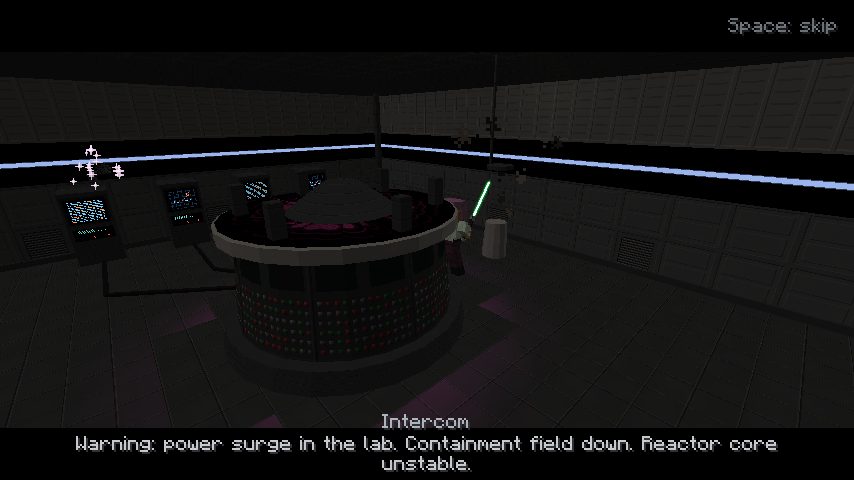 Space: skip
Intercom
Warning: power surge in the lab. Containment field down. Reactor core
unstable.